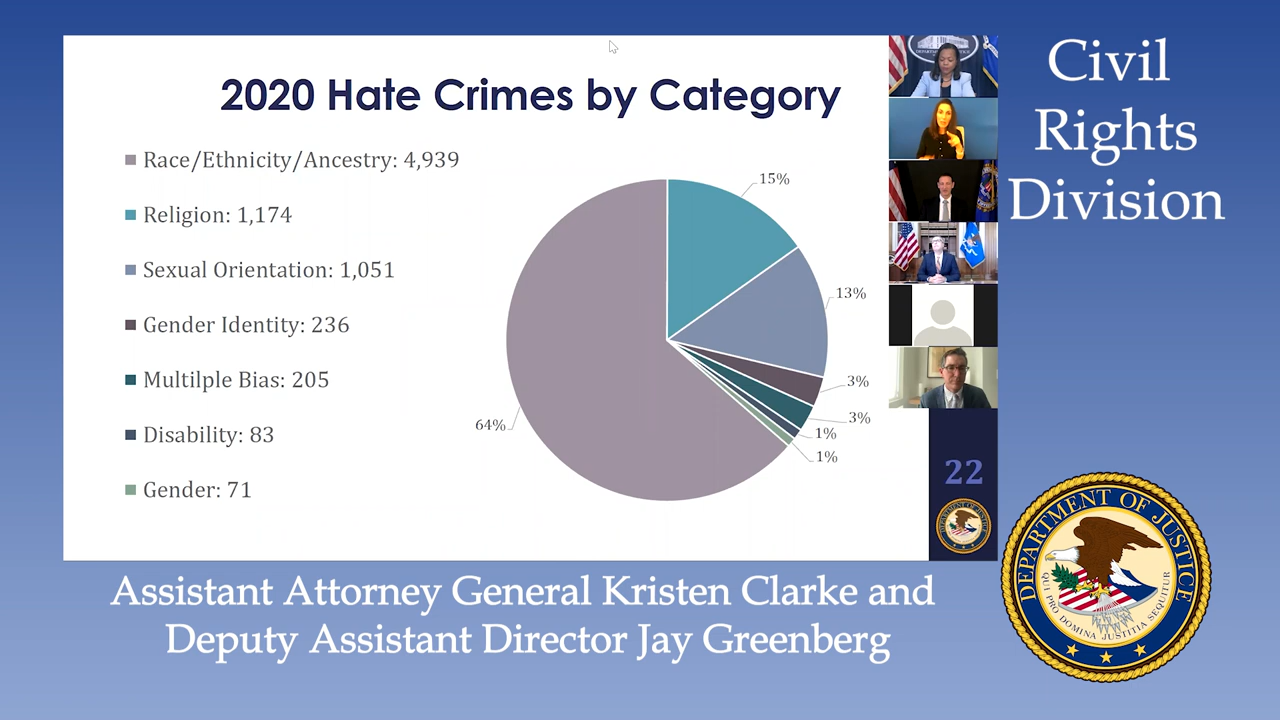 2020 Hate Crimes by Category
Race/Ethnicity/Ancestry: 4,939
Religion: 1,174
Sexual Orientation: 1,051
Gender Identity: 236
Multilple Bias: 205
Disability: 83
Gender: 71
15%
13%
3%
3%
1%
1%
64%
22
Civil
Rights
Division
Assistant Attorney General Kristen Clarke and
Deputy Assistant Director Jay Greenberg
DEPARTMENT OF JUSTICE
QUI PRO DOMINA JUSTITIA SEQUITUR